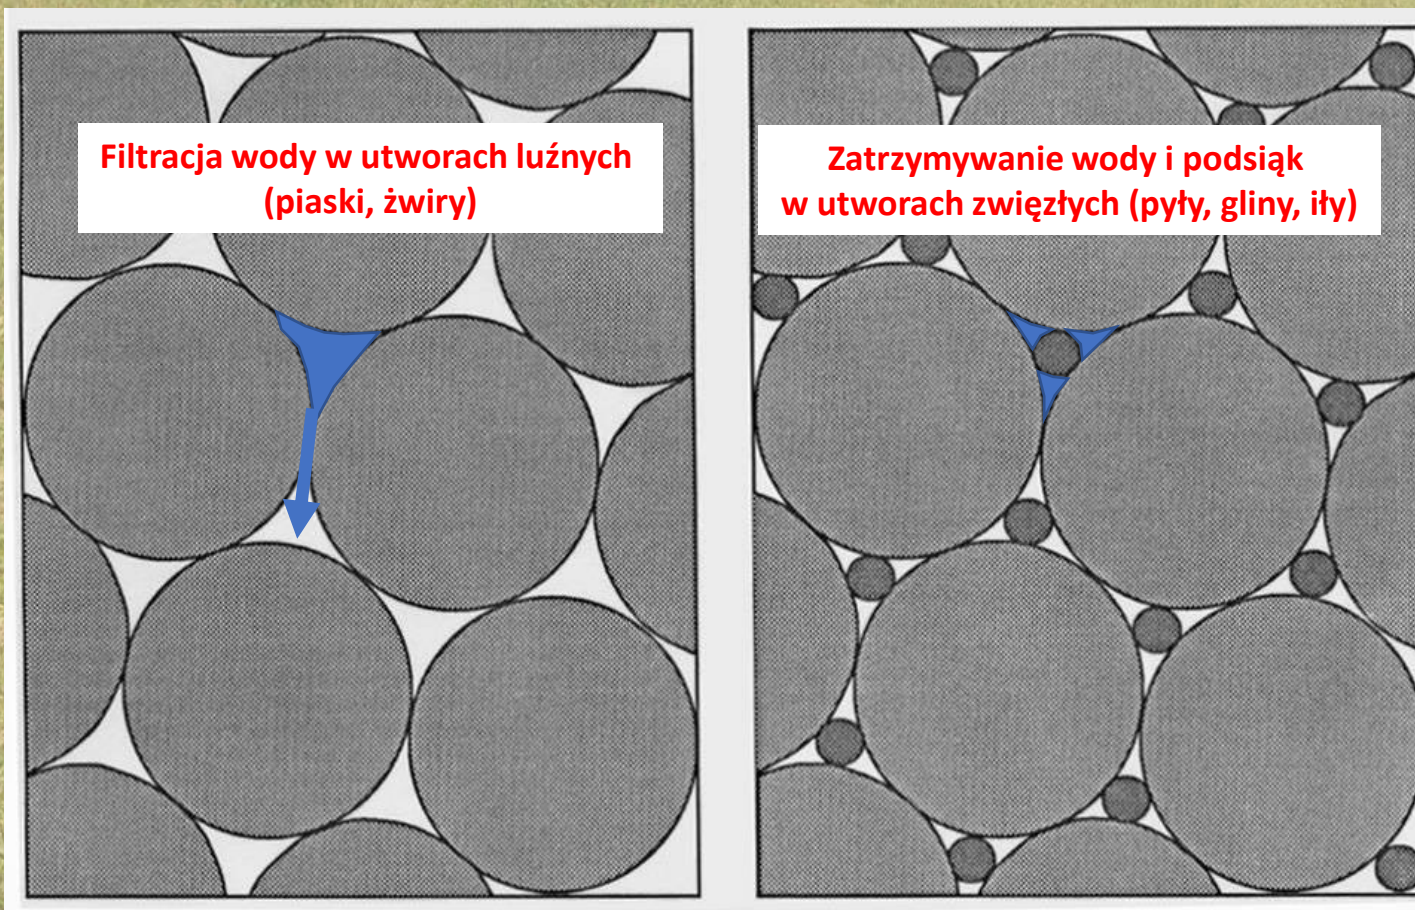 Filtracja wody w utworach luźnych
(piaski, żwiry)
Zatrzymywanie wody i podsiąk
w utworach zwięzłych (pyły, gliny, iły)